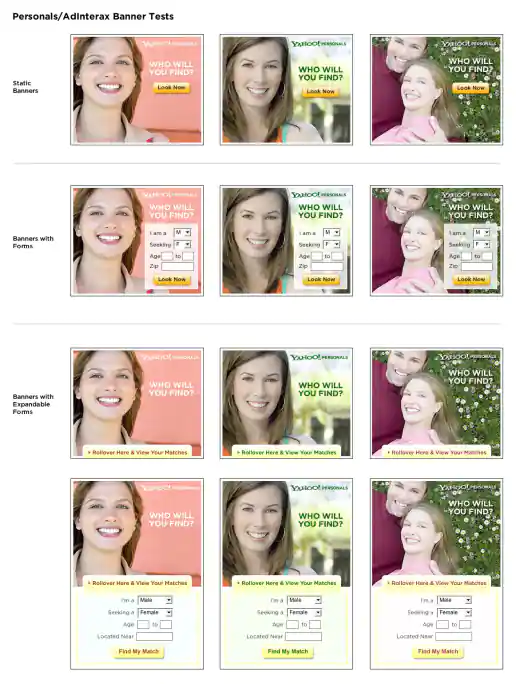 Personals/AdInterax Banner Tests
Static
Banners
YAHOO! PERSONALS
WHO WILL
YOU FIND?
Look Now
YAHOO! PERSONALS
WHO WILL
YOU FIND?
Look Now
YAHOO! PERSONALS
WHO WILL
YOU FIND?
Look Now
Banners with
Forms
YAHOO! PERSONALS
WHO WILL
YOU FIND?
I am a M
Seeking F
Age to
Zip
Look Now
YAHOO! PERSONALS
WHO WILL
YOU FIND?
I am a M
Seeking F
Age to
Zip
Look Now
YAHOO! PERSONALS
WHO WILL
YOU FIND?
I am a M
Seeking F
Age to
Zip
Look Now
Banners with
Expandable
Forms
YAHOO! PERSONALS
WHO WILL
YOU FIND?
Rollover Here & View Your Matches
YAHOO! PERSONALS
WHO WILL
YOU FIND?
Rollover Here & View Your Matches
YAHOO! PERSONALS
WHO WILL
YOU FIND?
Rollover Here & View Your Matches
YAHOO! PERSONALS
WHO WILL
YOU FIND?
Rollover Here & View Your Matches
I'm a Male
Seeking a Female
Age to
Located Near
Find My Match
YAHOO! PERSONALS
WHO WILL
YOU FIND?
Rollover Here & View Your Matches
I'm a Male
Seeking a Female
Age to
Located Near
Find My Match
YAHOO! PERSONALS
WHO WILL
YOU FIND?
Rollover Here & View Your Matches
I'm a Male
Seeking a Female
Age to
Located Near
Find My Match